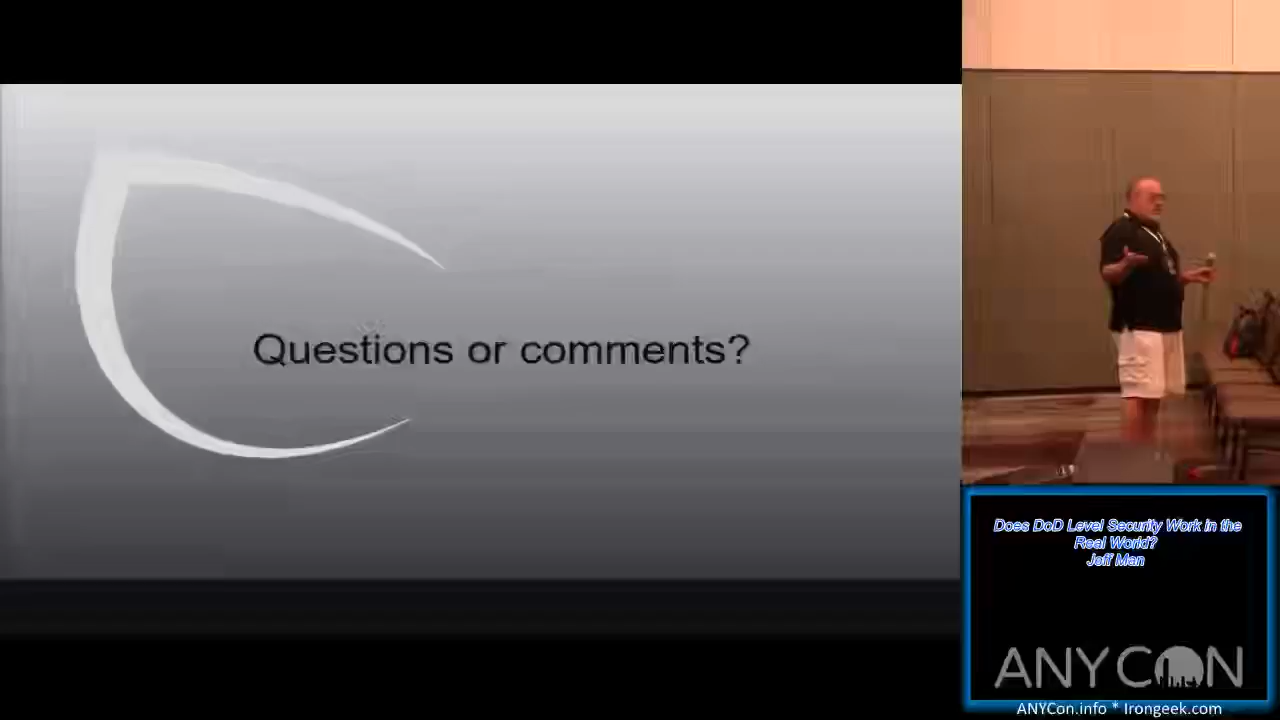 Questions or comments?
Does DoD Level Security Work in the
Real World?
Jeff Man
ANYCON
ANYCon.info * Irongeek.com